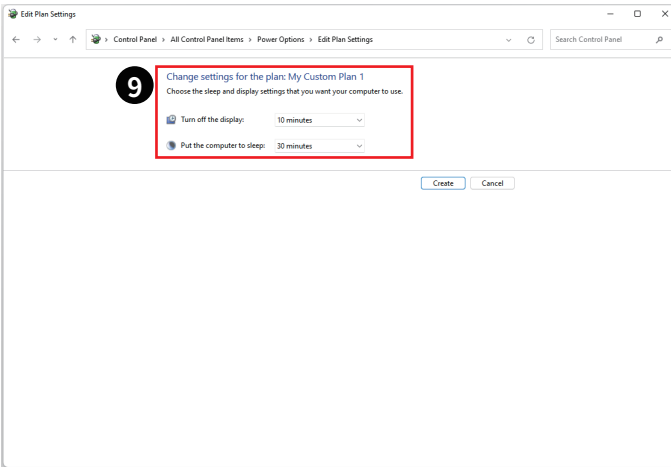 Edit Plan Settings
Control Panel > All Control Panel Items > Power Options > Edit Plan Settings
Search Control Panel
9
Change settings for the plan: My Custom Plan 1
Choose the sleep and display settings that you want your computer to use.
Turn off the display: 10 minutes
Put the computer to sleep: 30 minutes
Create Cancel